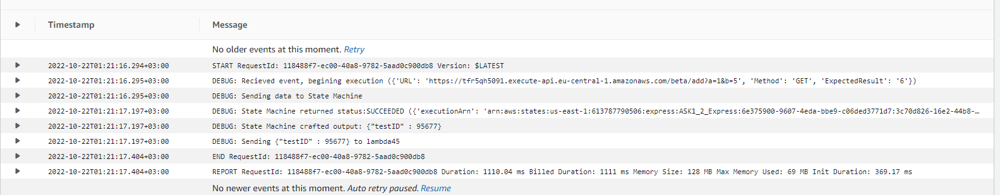 Timestamp Message
No older events at this moment. Retry
2022-10-22T01:21:16.294+03:00 START RequestId: 118488f7-ec00-40a8-9782-5aad0c900db8 Version: $LATEST
2022-10-22T01:21:16.295+03:00 DEBUG: Recieved event, begining execution ({'URL': 'https://tfr5qh5091.execute-api.eu-central-1.amazonaws.com/beta/add?a=1&b=5', 'Method': 'GET', 'ExpectedResult': '6'})
2022-10-22T01:21:16.295+03:00 DEBUG: Sending data to State Machine
2022-10-22T01:21:17.197+03:00 DEBUG: State Machine returned status:SUCCEEDED ({'executionArn': 'arn:aws:states:us-east-1:613787790506:express:ASK1_2_Express:6e375900-9607-4eda-bbe9-c06ded3771d7:3c70d826-16e2-44b8-…
2022-10-22T01:21:17.197+03:00 DEBUG: State Machine crafted output: {"testID" : 95677}
2022-10-22T01:21:17.197+03:00 DEBUG: Sending {"testID" : 95677} to lambda45
2022-10-22T01:21:17.404+03:00 END RequestId: 118488f7-ec00-40a8-9782-5aad0c900db8
2022-10-22T01:21:17.404+03:00 REPORT RequestId: 118488f7-ec00-40a8-9782-5aad0c900db8 Duration: 1110.04 ms Billed Duration: 1111 ms Memory Size: 128 MB Max Memory Used: 69 MB Init Duration: 369.17 ms
No newer events at this moment. Auto retry paused. Resume